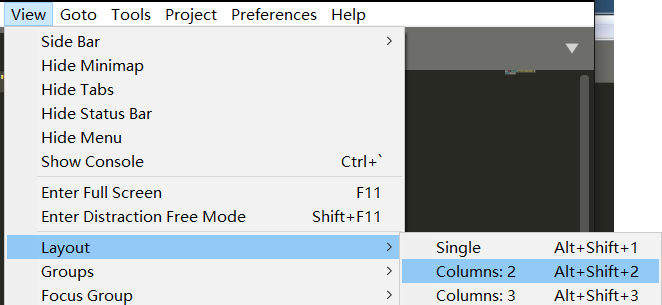 View Goto Tools Project Preferences Help
Side Bar
Hide Minimap
Hide Tabs
Hide Status Bar
Hide Menu
Show Console Ctrl+`
Enter Full Screen F11
Enter Distraction Free Mode Shift+F11
Layout
Single Alt+Shift+1
Groups
Columns: 2 Alt+Shift+2
Focus Group
Columns: 3 Alt+Shift+3